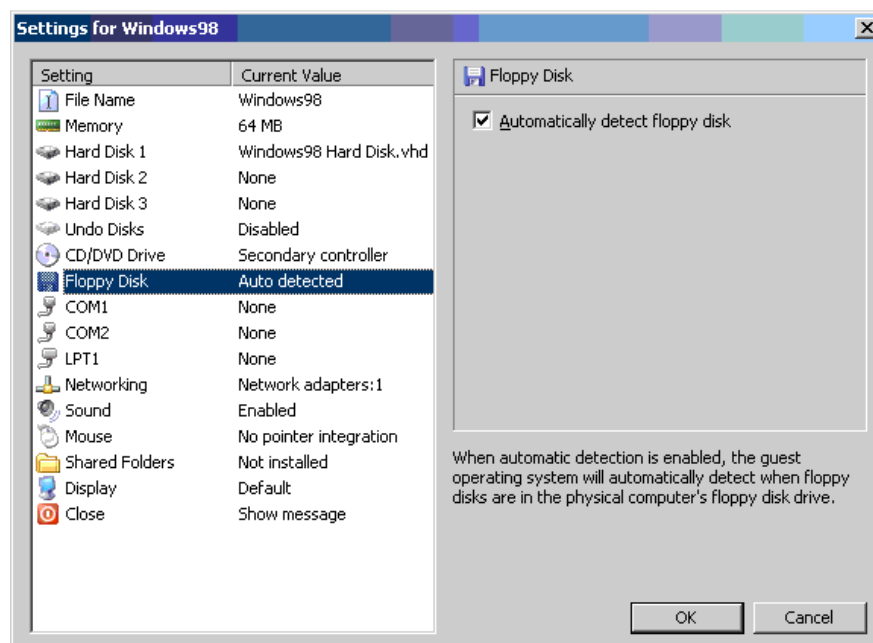 Settings for Windows98
Setting Current Value
File Name Windows98
Memory 64 MB
Hard Disk 1 Windows98 Hard Disk.vhd
Hard Disk 2 None
Hard Disk 3 None
Undo Disks Disabled
CD/DVD Drive Secondary controller
Floppy Disk Auto detected
COM1 None
COM2 None
LPT1 None
Networking Network adapters:1
Sound Enabled
Mouse No pointer integration
Shared Folders Not installed
Display Default
Close Show message
Floppy Disk
Automatically detect floppy disk
When automatic detection is enabled, the guest
operating system will automatically detect when floppy
disks are in the physical computer's floppy disk drive.
OK Cancel